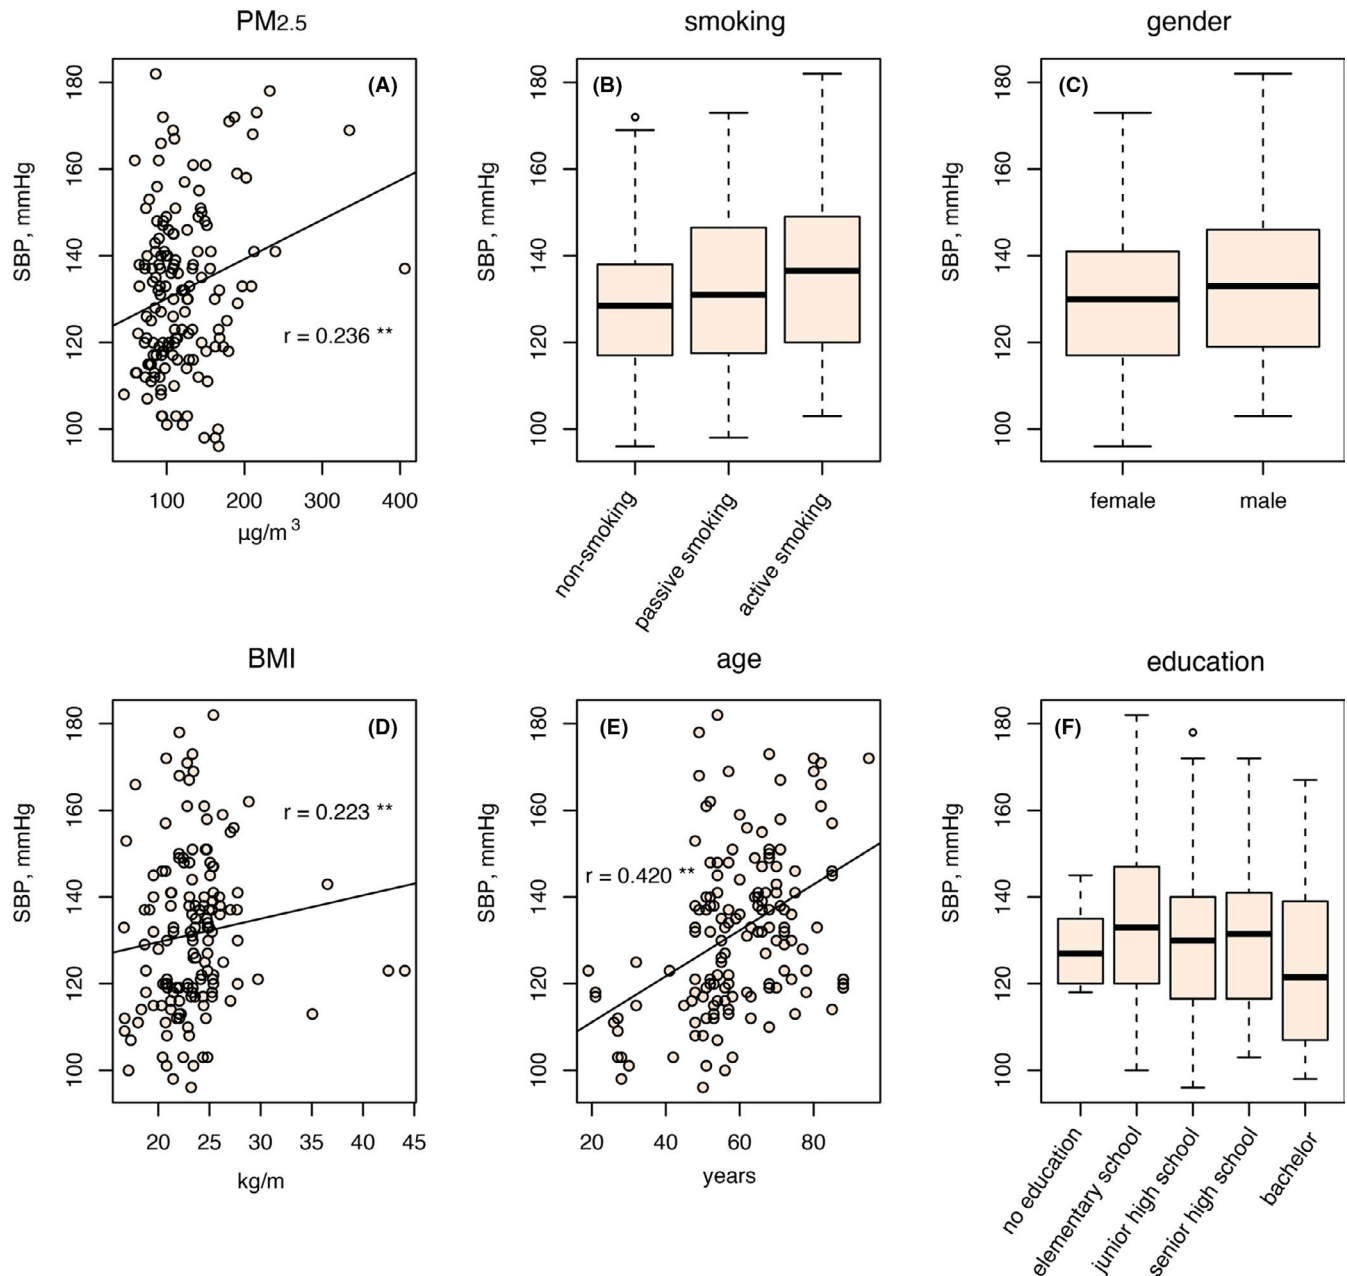 PM2.5
smoking
gender
(A)
(B)
(C)
SBP, mmHg
180
160
140
120
100
r = 0.236 **
100
200
300
400
µg/m³
SBP, mmHg
180
160
140
120
100
non-smoking
passive smoking
active smoking
SBP, mmHg
180
160
140
120
100
female
male
BMI
age
education
(D)
(E)
(F)
SBP, mmHg
180
160
140
120
100
r = 0.223 **
20
25
30
35
40
45
kg/m
SBP, mmHg
180
160
140
120
100
r = 0.420 **
20
40
60
80
years
SBP, mmHg
180
160
140
120
100
no education
elementary school
junior high school
senior high school
bachelor